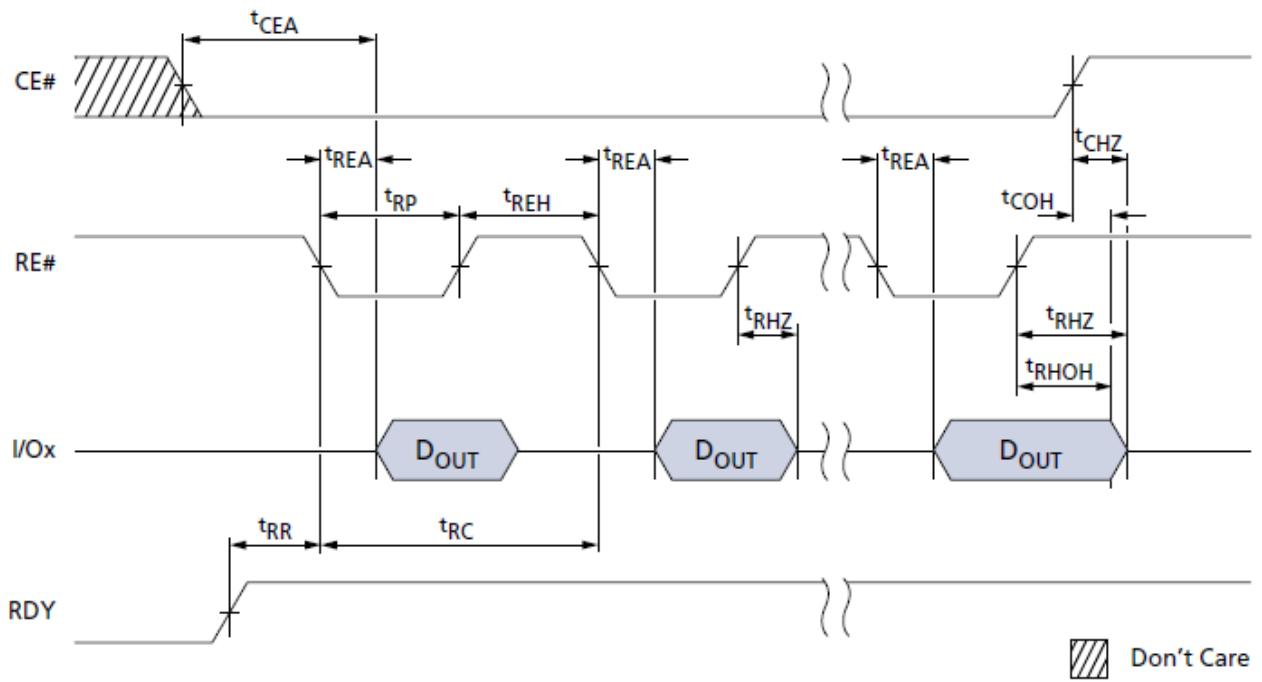 tCEA
CE#
tREA
tREA
tREA
tCHZ
tRP
tREH
tCOH
RE#
tRHZ
tRHZ
tRHOH
I/Ox
DOUT
DOUT
DOUT
tRR
tRC
RDY
Don't Care